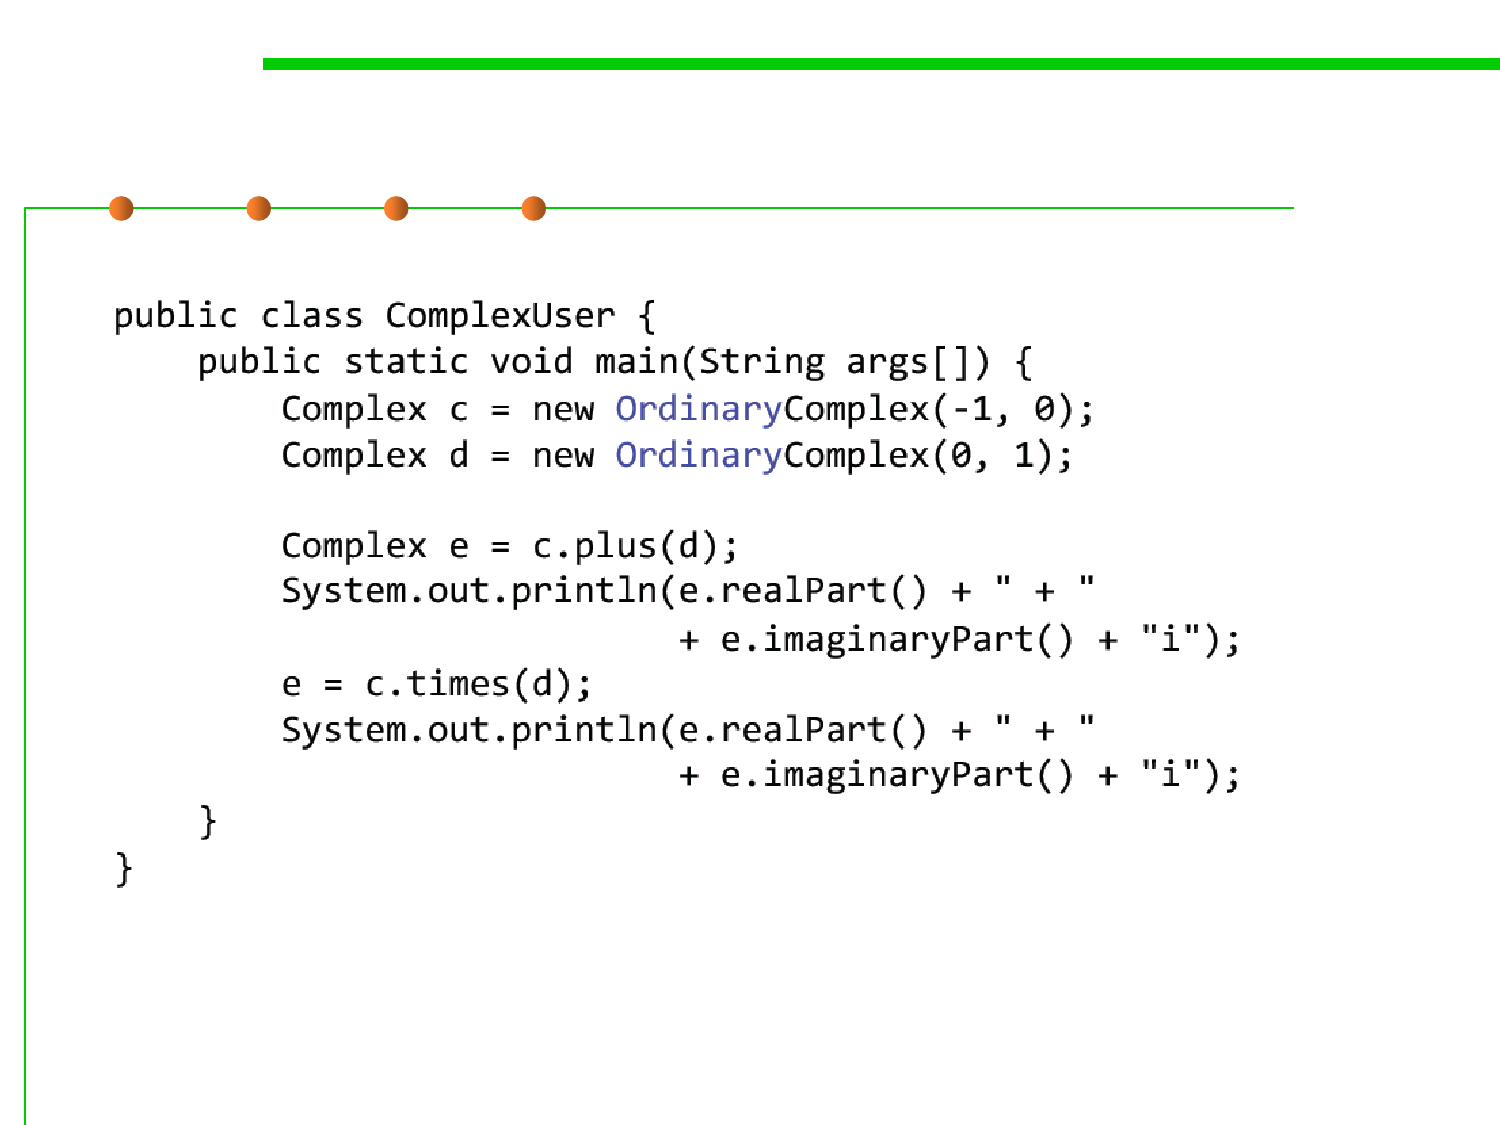 public class ComplexUser {
    public static void main(String args[]) {
        Complex c = new OrdinaryComplex(-1, 0);
        Complex d = new OrdinaryComplex(0, 1);

        Complex e = c.plus(d);
        System.out.println(e.realPart() + " + "
                           + e.imaginaryPart() + "i");
        e = c.times(d);
        System.out.println(e.realPart() + " + "
                           + e.imaginaryPart() + "i");
    }
}